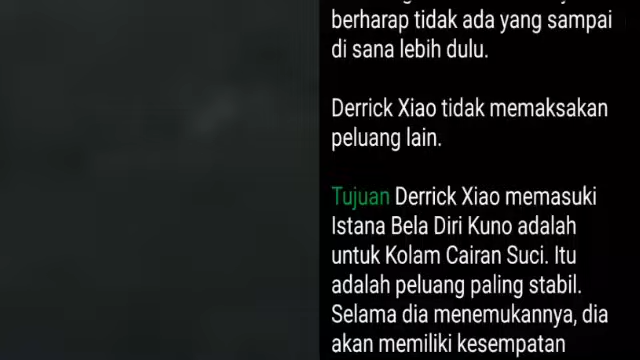 berharap tidak ada yang sampai
di sana lebih dulu.
Derrick Xiao tidak memaksakan
peluang lain.
Tujuan Derrick Xiao memasuki
Istana Bela Diri Kuno adalah
untuk Kolam Cairan Suci. Itu
adalah peluang paling stabil.
Selama dia menemukannya, dia
akan memiliki kesempatan